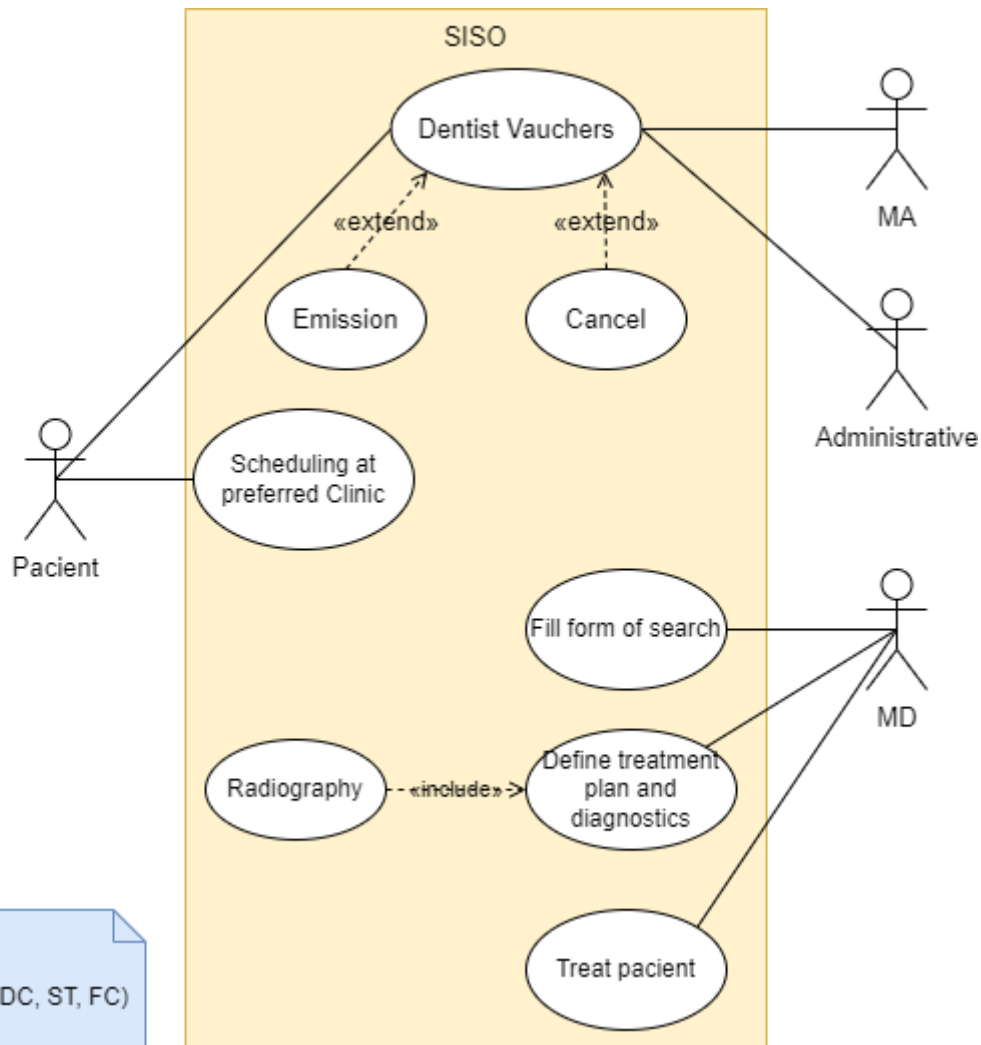 SISO
Dentist Vauchers
MA
«extend»
«extend»
Emission
Cancel
Administrative
Scheduling at
preferred Clinic
Pacient
Fill form of search
MD
Radiography
«include»
Define treatment
plan and
diagnostics
Treat pacient
DC, ST, FC)